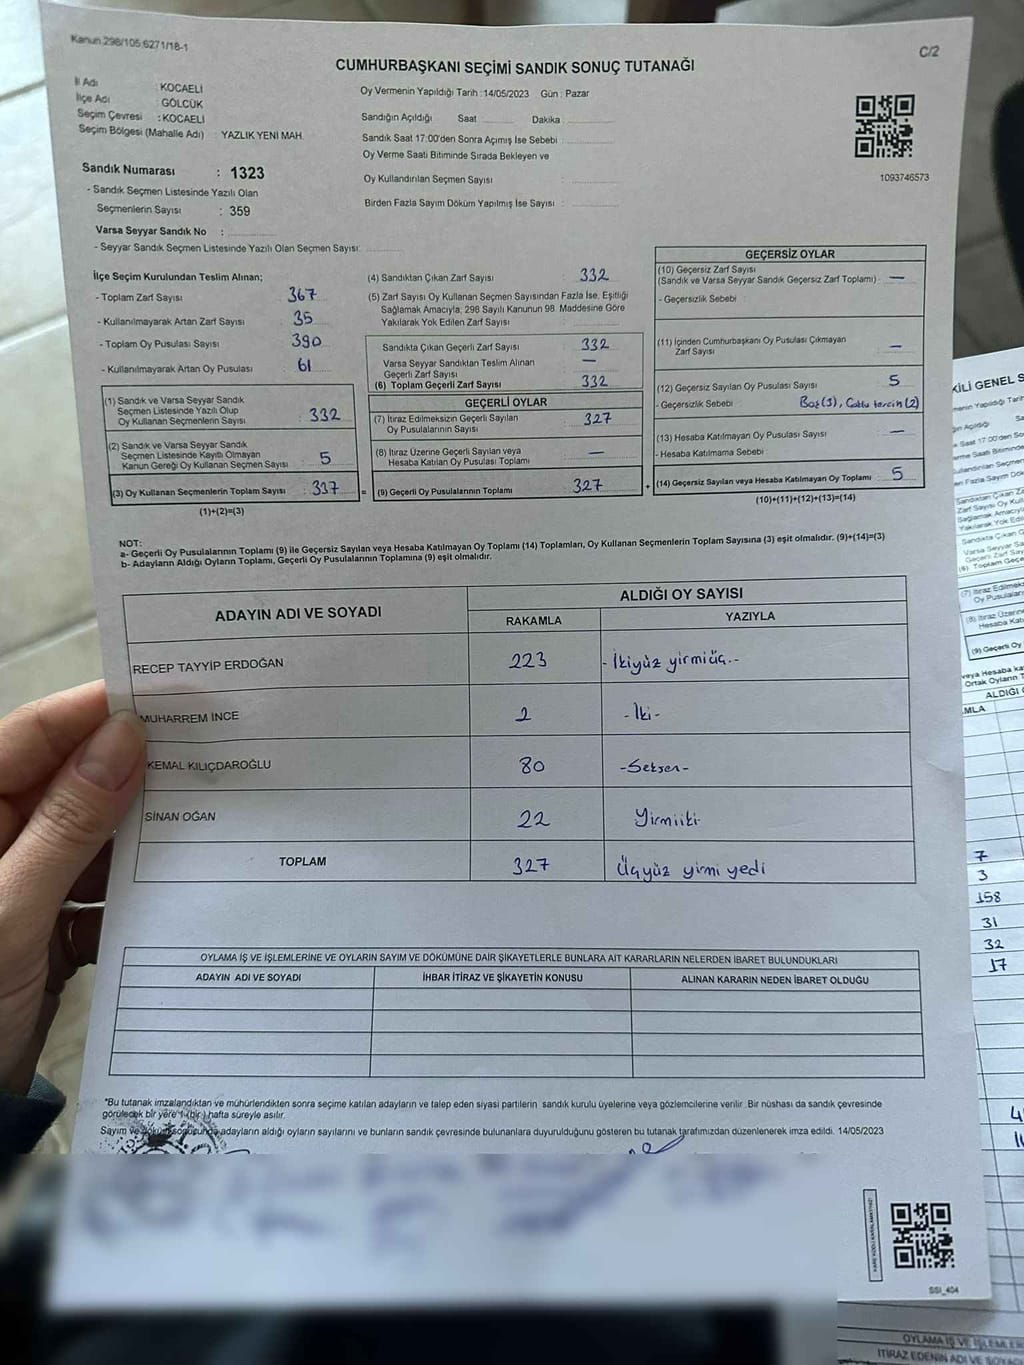 Kanun.298/105,6271/18-1
C/2
CUMHURBAŞKANI SEÇİMİ SANDIK SONUÇ TUTANAĞI
İl Adı : KOCAELİ
İlçe Adı : GÖLCÜK
Seçim Çevresi : KOCAELİ
Seçim Bölgesi (Mahalle Adı) : YAZLIK YENİ MAH.
Oy Vermenin Yapıldığı Tarih :14/05/2023 Gün : Pazar
Sandığın Açıldığı Saat Dakika
Sandık Saat 17:00'den Sonra Açımış İse Sebebi :
Oy Verme Saati Bitiminde Sırada Bekleyen ve
Oy Kullandırılan Seçmen Sayısı :
Birden Fazla Sayım Döküm Yapılmış İse Sayısı :
1093746573
Sandık Numarası : 1323
- Sandık Seçmen Listesinde Yazılı Olan
Seçmenlerin Sayısı : 359
Varsa Seyyar Sandık No :
- Seyyar Sandık Seçmen Listesinde Yazılı Olan Seçmen Sayısı:
İlçe Seçim Kurulundan Teslim Alınan;
- Toplam Zarf Sayısı : 367
- Kullanılmayarak Artan Zarf Sayısı : 35
- Toplam Oy Pusulası Sayısı : 390
- Kullanılmayarak Artan Oy Pusulası : 61
(1) Sandık ve Varsa Seyyar Sandık
Seçmen Listesinde Yazılı Olup
Oy Kullanan Seçmenlerin Sayısı : 332
(2) Sandık ve Varsa Seyyar Sandık
Seçmen Listesinde Kayıtlı Olmayan
Kanun Gereği Oy Kullanan Seçmen Sayısı : 5
(3) Oy Kullanan Seçmenlerin Toplam Sayısı : 337
(1)+(2)=(3)
(4) Sandıktan Çıkan Zarf Sayısı : 332
(5) Zarf Sayısı Oy Kullanan Seçmen Sayısından Fazla İse, Eşitliği
Sağlamak Amacıyla; 298 Sayılı Kanunun 98. Maddesine Göre
Yakılarak Yok Edilen Zarf Sayısı :
Sandıkta Çıkan Geçerli Zarf Sayısı : 332
Varsa Seyyar Sandıktan Teslim Alınan
Geçerli Zarf Sayısı : —
(6) Toplam Geçerli Zarf Sayısı : 332
GEÇERLİ OYLAR
(7) İtiraz Edilmeksizin Geçerli Sayılan
Oy Pusulalarının Sayısı : 327
(8) İtiraz Üzerine Geçerli Sayılan veya
Hesaba Katılan Oy Pusulası Toplamı : —
= (9) Geçerli Oy Pusulalarının Toplamı : 327 +
GEÇERSİZ OYLAR
(10) Geçersiz Zarf Sayısı
(Sandık ve Varsa Seyyar Sandık Geçersiz Zarf Toplamı) : —
- Geçersizlik Sebebi :
(11) İçinden Cumhurbaşkanı Oy Pusulası Çıkmayan
Zarf Sayısı : —
(12) Geçersiz Sayılan Oy Pusulası Sayısı : 5
- Geçersizlik Sebebi : Boş(3), Çoklu tercih(2)
(13) Hesaba Katılmayan Oy Pusulası Sayısı : —
- Hesaba Katılmama Sebebi :
(14) Geçersiz Sayılan veya Hesaba Katılmayan Oy Toplamı : 5
(10)+(11)+(12)+(13)=(14)
NOT:
a- Geçerli Oy Pusulalarının Toplamı (9) ile Geçersiz Sayılan veya Hesaba Katılmayan Oy Toplamı (14) Toplamları, Oy Kullanan Seçmenlerin Toplam Sayısına (3) eşit olmalıdır. (9)+(14)=(3)
b- Adayların Aldığı Oyların Toplamı, Geçerli Oy Pusulalarının Toplamına (9) eşit olmalıdır.
ADAYIN ADI VE SOYADI
ALDIĞI OY SAYISI
RAKAMLA YAZIYLA
RECEP TAYYİP ERDOĞAN 223 - İkiyüz yirmiüç.-
MUHARREM İNCE 2 -İki-
KEMAL KILIÇDAROĞLU 80 -Seksen-
SİNAN OĞAN 22 Yirmiiki-
TOPLAM 327 Üçyüz yirmi yedi
OYLAMA İŞ VE İŞLEMLERİNE VE OYLARIN SAYIM VE DÖKÜMÜNE DAİR ŞİKAYETLERLE BUNLARA AİT KARARLARIN NELERDEN İBARET BULUNDUKLARI
ADAYIN ADI VE SOYADI İHBAR İTİRAZ VE ŞİKAYETİN KONUSU ALINAN KARARIN NEDEN İBARET OLDUĞU
*Bu tutanak imzalandıktan ve mühürlendikten sonra seçime katılan adayların ve talep eden siyasi partilerin sandık kurulu üyelerine veya gözlemcilerine verilir .Bir nüshası da sandık çevresinde
görülecek bir yere 1 (bir ) hafta süreyle asılır.
Sayım ve döküm sonucunda adayların aldığı oyların sayılarını ve bunların sandık çevresinde bulunanlara duyurulduğunu gösteren bu tutanak tarafımızdan düzenlenerek imza edildi. 14/05/2023
SSI_404
7
3
158
31
32
17
OYLAMA İŞ VE
İTİRAZ EDENİN ADI VE